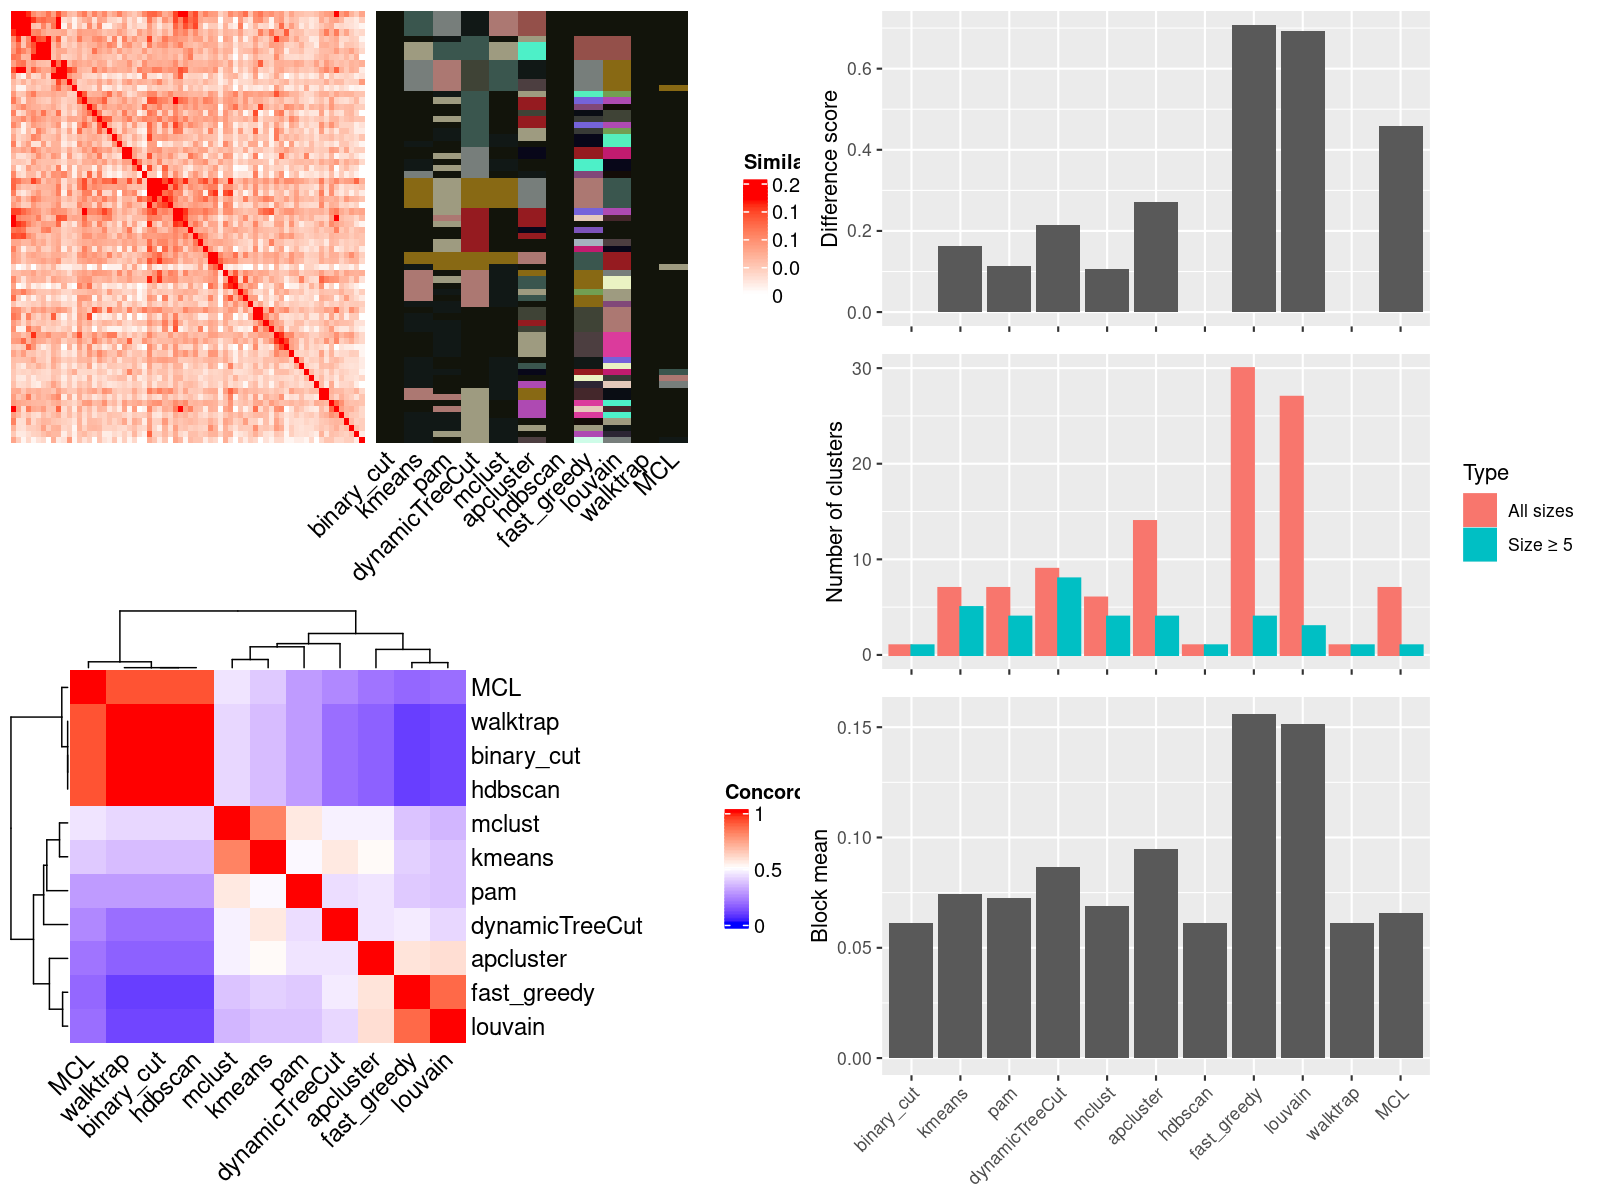 Simila
0.2
0.1
0.1
0.0
0
binary_cut
kmeans
pam
dynamicTreeCut
mclust
apcluster
hdbscan
fast_greedy
louvain
walktrap
MCL
MCL
walktrap
binary_cut
hdbscan
mclust
kmeans
pam
dynamicTreeCut
apcluster
fast_greedy
louvain
MCL
walktrap
binary_cut
hdbscan
mclust
kmeans
pam
dynamicTreeCut
apcluster
fast_greedy
louvain
Concord
1
0.5
0
Difference score
0.6
0.4
0.2
0.0
Number of clusters
30
20
10
0
Type
All sizes
Size ≥ 5
Block mean
0.15
0.10
0.05
0.00
binary_cut
kmeans
pam
dynamicTreeCut
mclust
apcluster
hdbscan
fast_greedy
louvain
walktrap
MCL